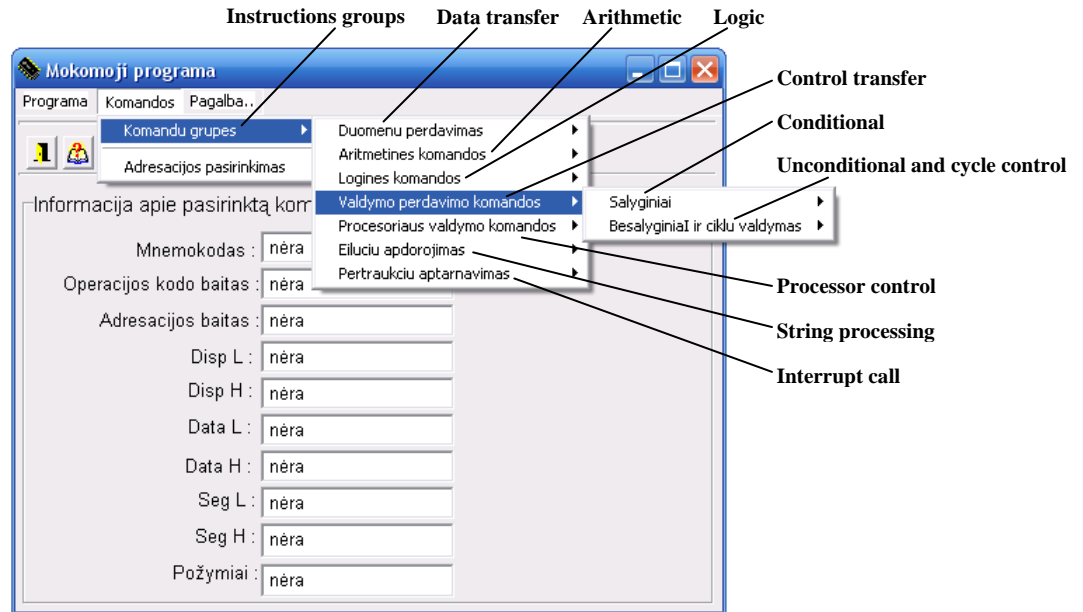 Instructions groups Data transfer Arithmetic Logic
Mokomoji programa
Programa Komandos Pagalba..
Komandu grupes
Adresacijos pasirinkimas
Duomenu perdavimas
Aritmetines komandos
Logines komandos
Valdymo perdavimo komandos
Procesoriaus valdymo komandos
Eiluciu apdorojimas
Pertraukciu aptarnavimas
Salyginiai
BesalyginiaI ir ciklu valdymas
Control transfer
Conditional
Unconditional and cycle control
Processor control
String processing
Interrupt call
Informacija apie pasirinktą kom
Mnemokodas : nėra
Operacijos kodo baitas : nėra
Adresacijos baitas : nėra
Disp L : nėra
Disp H : nėra
Data L : nėra
Data H : nėra
Seg L : nėra
Seg H : nėra
Požymiai : nėra